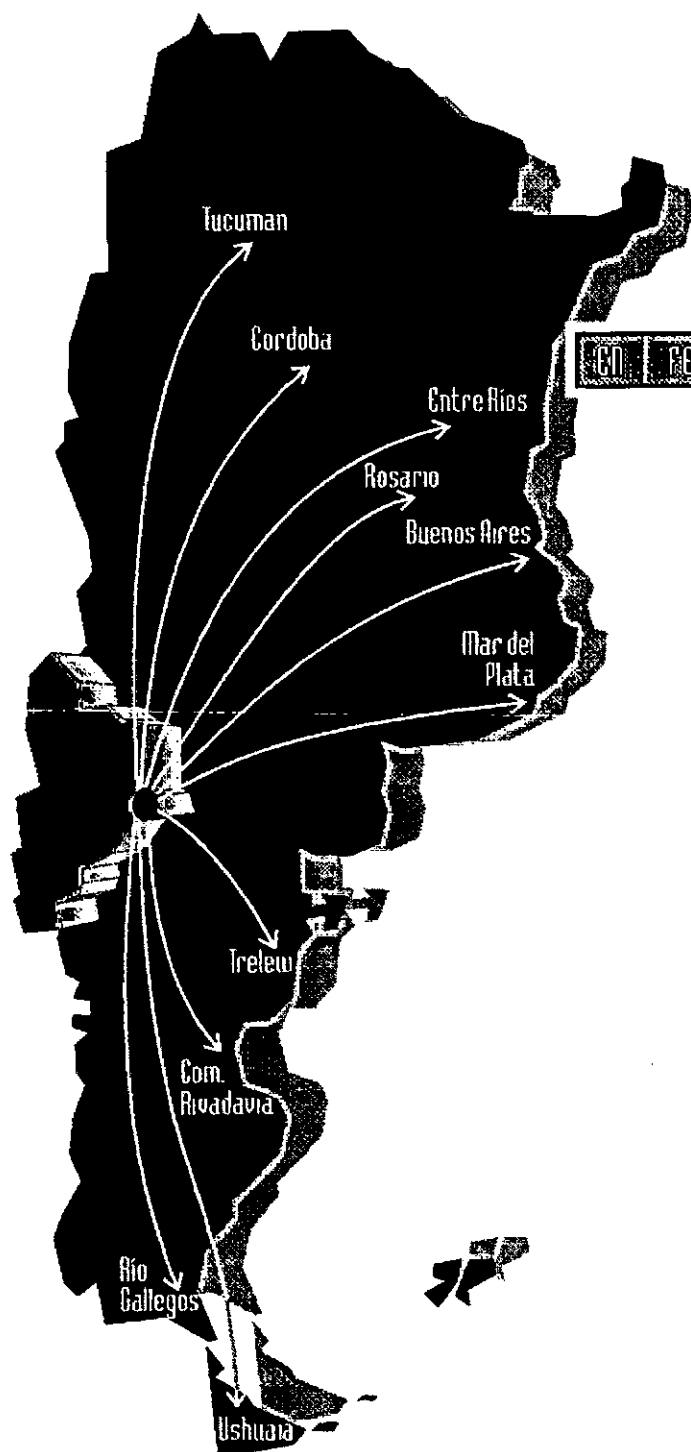 Tucuman
Cordoba
Entre Ríos
Rosario
Buenos Aires
Mar del
Plata
Trelew
Com.
Rivadavia
Río
Gallegos
Ushuaia